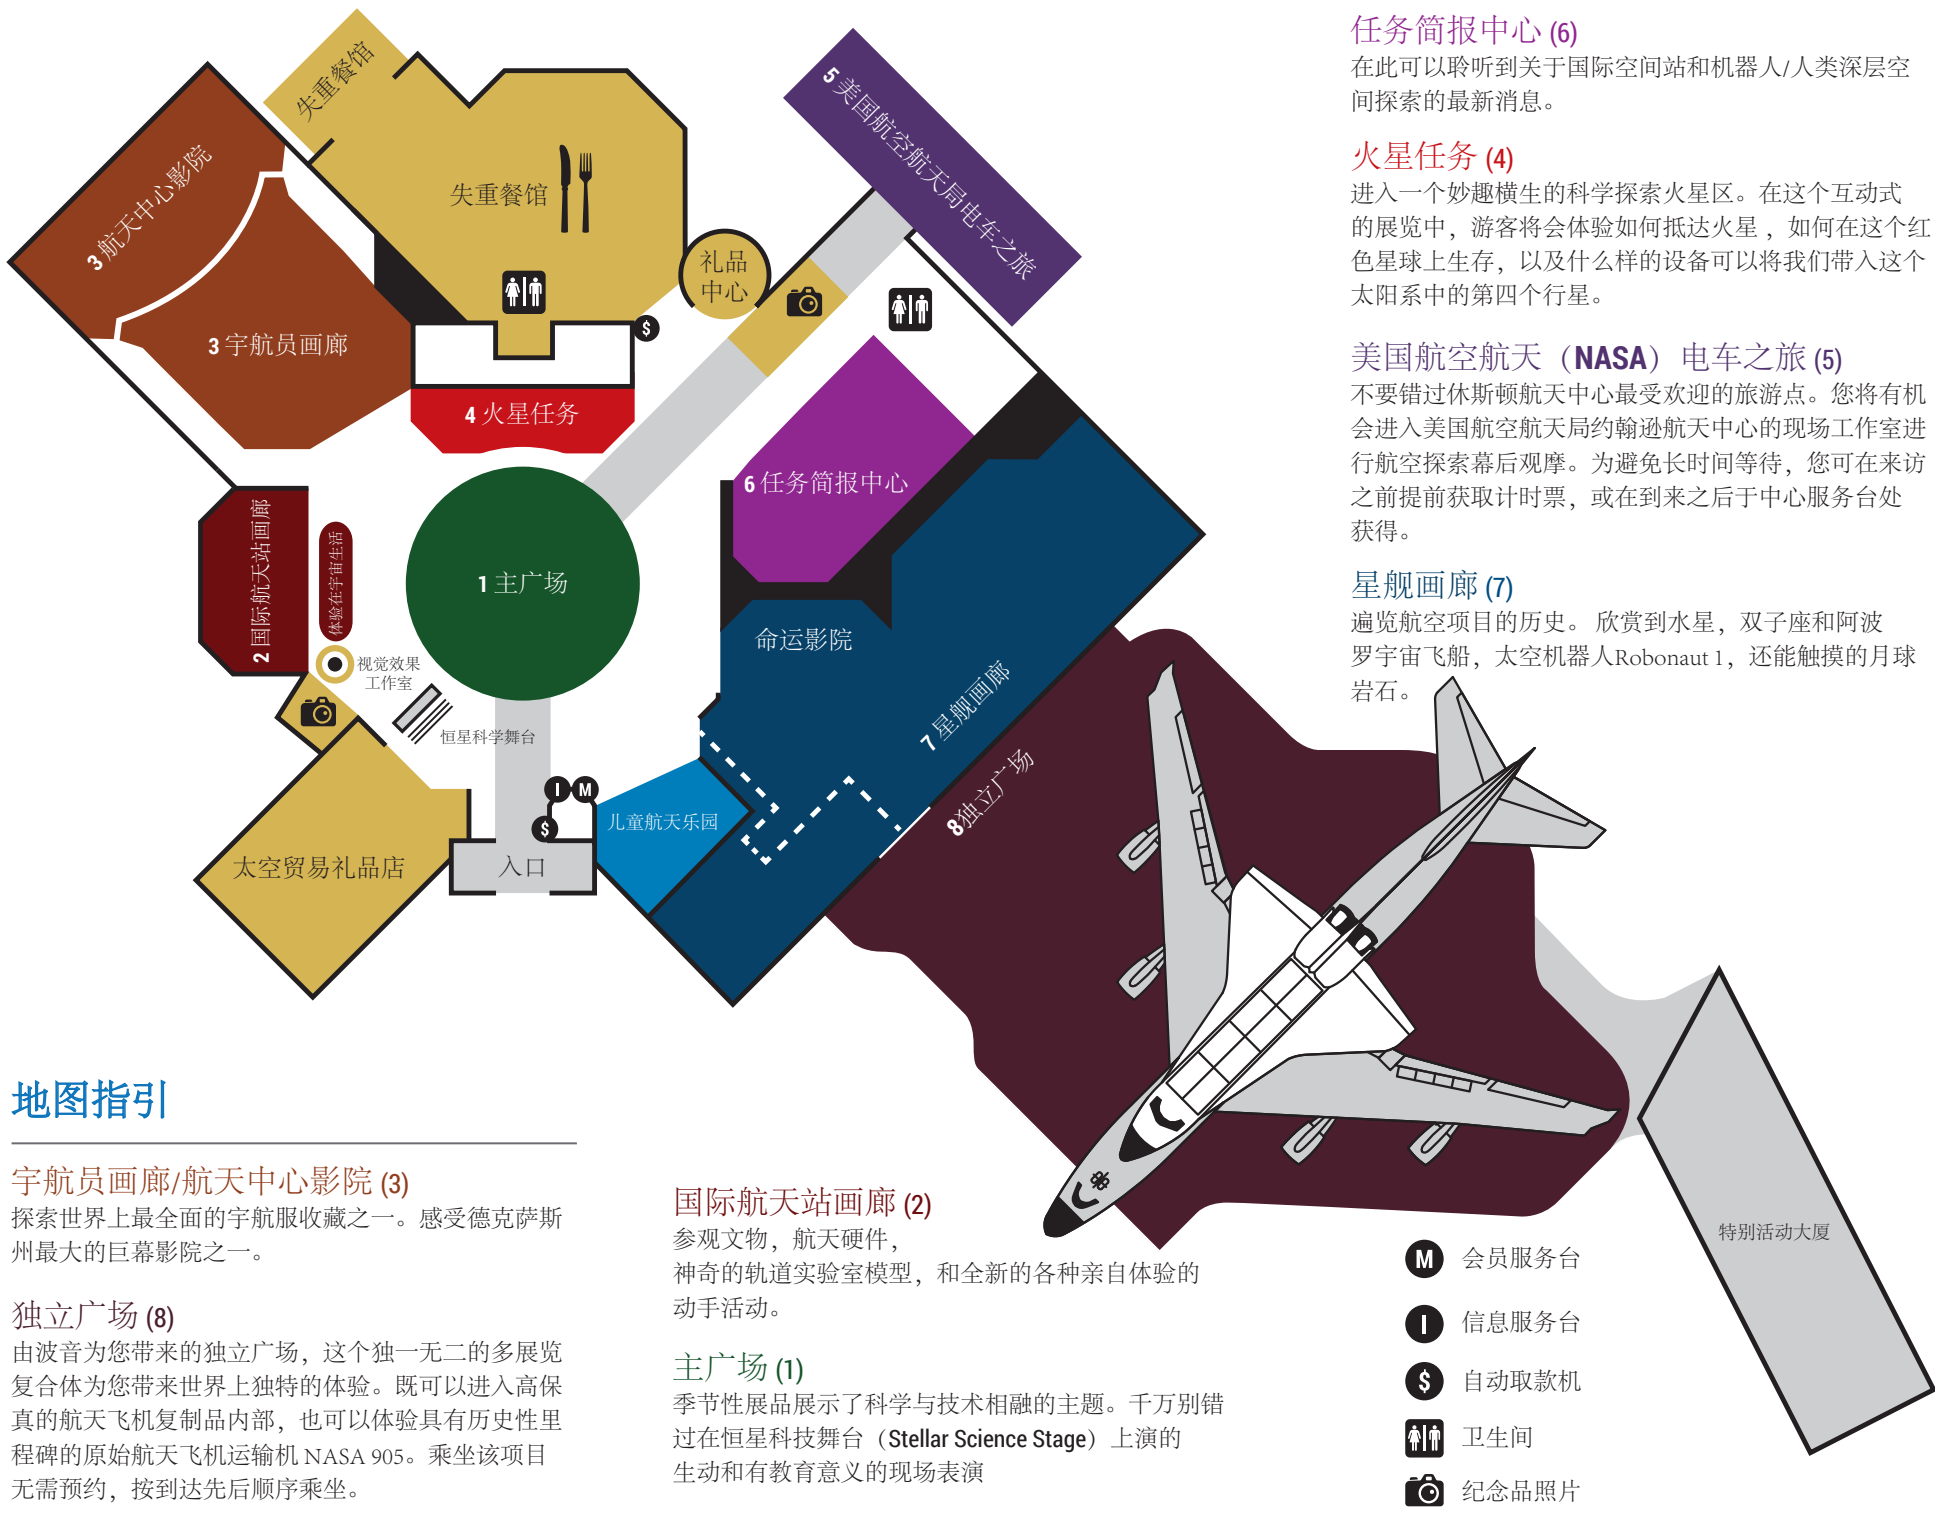 失重餐馆
3 航天中心影院
失重餐馆
3 宇航员画廊
礼品
中心
$
5 美国航空航天局电车之旅
4 火星任务
6 任务简报中心
1 主广场
2 国际航天站画廊
体验在宇宙生活
视觉效果
工作室
恒星科学舞台
命运影院
7 星舰画廊
8独立广场
I
M
$
儿童航天乐园
太空贸易礼品店
入口
特别活动大厦
任务简报中心 (6)
在此可以聆听到关于国际空间站和机器人/人类深层空
间探索的最新消息。
火星任务 (4)
进入一个妙趣横生的科学探索火星区。在这个互动式
的展览中，游客将会体验如何抵达火星 ，如何在这个红
色星球上生存，以及什么样的设备可以将我们带入这个
太阳系中的第四个行星。
美国航空航天（NASA）电车之旅 (5)
不要错过休斯顿航天中心最受欢迎的旅游点。您将有机
会进入美国航空航天局约翰逊航天中心的现场工作室进
行航空探索幕后观摩。为避免长时间等待，您可在来访
之前提前获取计时票，或在到来之后于中心服务台处
获得。
星舰画廊 (7)
遍览航空项目的历史。 欣赏到水星，双子座和阿波
罗宇宙飞船，太空机器人Robonaut 1，还能触摸的月球
岩石。
地图指引
宇航员画廊/航天中心影院 (3)
探索世界上最全面的宇航服收藏之一。感受德克萨斯
州最大的巨幕影院之一。
独立广场 (8)
由波音为您带来的独立广场，这个独一无二的多展览
复合体为您带来世界上独特的体验。既可以进入高保
真的航天飞机复制品内部，也可以体验具有历史性里
程碑的原始航天飞机运输机 NASA 905。乘坐该项目
无需预约，按到达先后顺序乘坐。
国际航天站画廊 (2)
参观文物，航天硬件，
神奇的轨道实验室模型，和全新的各种亲自体验的
动手活动。
主广场 (1)
季节性展品展示了科学与技术相融的主题。千万别错
过在恒星科技舞台（Stellar Science Stage）上演的
生动和有教育意义的现场表演
M 会员服务台
I 信息服务台
$ 自动取款机
卫生间
纪念品照片